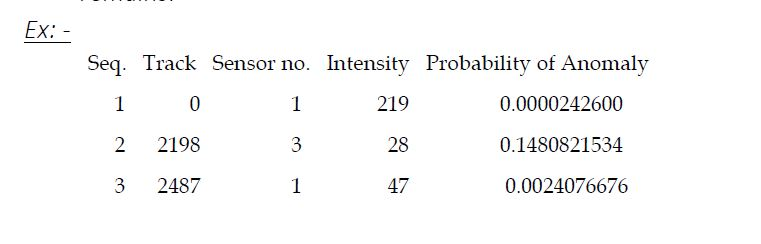 Ex: -
Seq. Track Sensor no. Intensity Probability of Anomaly
1 0 1 219 0.0000242600
2 2198 3 28 0.1480821534
3 2487 1 47 0.0024076676